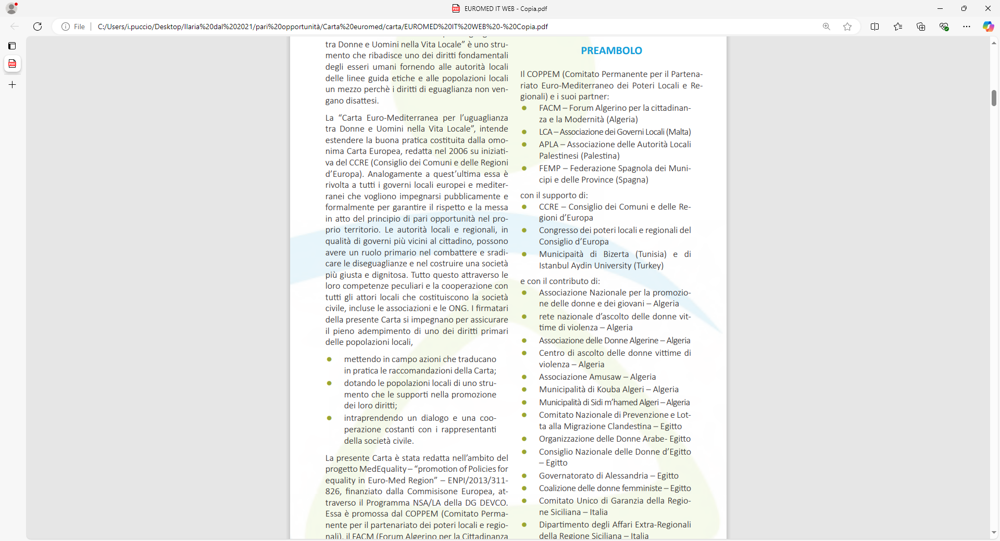 EUROMED IT WEB - Copia.pdf
File
C:/Users/i.puccio/Desktop/Ilaria%20dal%202021/pari%20opportunità/Carta%20euromed/carta/EUROMED%20IT%20WEB%20-%20Copia.pdf
tra Donne e Uomini nella Vita Locale” è uno stru-
mento che ribadisce uno dei diritti fondamentali
degli esseri umani fornendo alle autorità locali
delle linee guida etiche e alle popolazioni locali
un mezzo perchè i diritti di eguaglianza non ven-
gano disattesi.
La “Carta Euro-Mediterranea per l’uguaglianza
tra Donne e Uomini nella Vita Locale”, intende
estendere la buona pratica costituita dalla omo-
nima Carta Europea, redatta nel 2006 su iniziati-
va del CCRE (Consiglio dei Comuni e delle Regioni
d’Europa). Analogamente a quest’ultima essa è
rivolta a tutti i governi locali europei e mediter-
ranei che vogliono impegnarsi pubblicamente e
formalmente per garantire il rispetto e la messa
in atto del principio di pari opportunità nel pro-
prio territorio. Le autorità locali e regionali, in
qualità di governi più vicini al cittadino, possono
avere un ruolo primario nel combattere e sradi-
care le diseguaglianze e nel costruire una società
più giusta e dignitosa. Tutto questo attraverso le
loro competenze peculiari e la cooperazione con
tutti gli attori locali che costituiscono la società
civile, incluse le associazioni e le ONG. I firmatari
della presente Carta si impegnano per assicurare
il pieno adempimento di uno dei diritti primari
delle popolazioni locali,
● mettendo in campo azioni che traducano
in pratica le raccomandazioni della Carta;
● dotando le popolazioni locali di uno stru-
mento che le supporti nella promozione
dei loro diritti;
● intraprendendo un dialogo e una coo-
perazione costanti con i rappresentanti
della società civile.
La presente Carta è stata redatta nell’ambito del
progetto MedEquality – “promotion of Policies for
equality in Euro-Med Region” – ENPI/2013/311-
826, finanziato dalla Commisisone Europea, at-
traverso il Programma NSA/LA della DG DEVCO.
Essa è promossa dal COPPEM (Comitato Perma-
nente per il partenariato dei poteri locali e regio-
nali), il FACM (Forum Algerino per la Cittadinanza
PREAMBOLO
Il COPPEM (Comitato Permanente per il Partena-
riato Euro-Mediterraneo dei Poteri Locali e Re-
gionali) e i suoi partner:
● FACM – Forum Algerino per la cittadinan-
za e la Modernità (Algeria)
● LCA – Associazione dei Governi Locali (Malta)
● APLA – Associazione delle Autorità Locali
Palestinesi (Palestina)
● FEMP – Federazione Spagnola dei Muni-
cipi e delle Province (Spagna)
con il supporto di:
● CCRE – Consiglio dei Comuni e delle Re-
gioni d’Europa
● Congresso dei poteri locali e regionali del
Consiglio d’Europa
● Municipaità di Bizerta (Tunisia) e di
Istanbul Aydin University (Turkey)
e con il contributo di:
● Associazione Nazionale per la promozio-
ne delle donne e dei giovani – Algeria
● rete nazionale d’ascolto delle donne vit-
time di violenza – Algeria
● Associazione delle Donne Algerine – Algeria
● Centro di ascolto delle donne vittime di
violenza – Algeria
● Associazione Amusaw – Algeria
● Municipalità di Kouba Algeri – Algeria
● Municipalità di Sidi m’hamed Algeri – Algeria
● Comitato Nazionale di Prevenzione e Lot-
ta alla Migrazione Clandestina – Egitto
● Organizzazione delle Donne Arabe- Egitto
● Consiglio Nazionale delle Donne d’Egitto
– Egitto
● Governatorato di Alessandria – Egitto
● Coalizione delle donne femministe – Egitto
● Comitato Unico di Garanzia della Regio-
ne Siciliana – Italia
● Dipartimento degli Affari Extra-Regionali
della Regione Siciliana – Italia